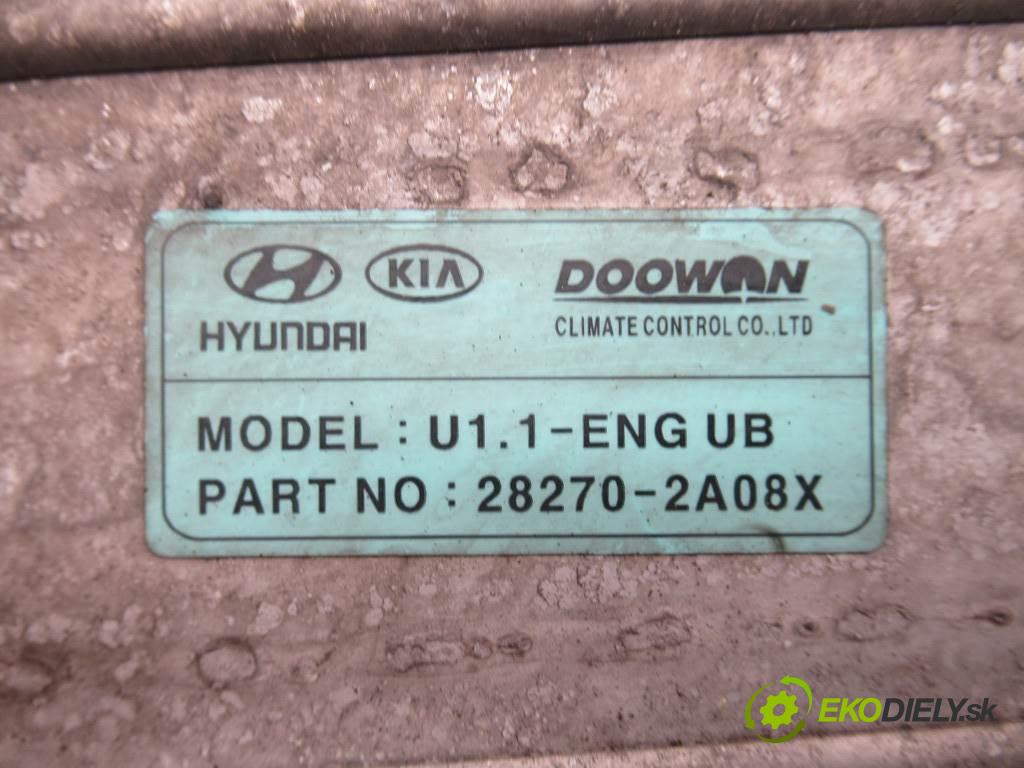 KIA
HYUNDAI
DOOWON
CLIMATE CONTROL CO.,LTD
MODEL : U1.1-ENG UB
PART NO : 28270-2A08X
EKODIELY.sk